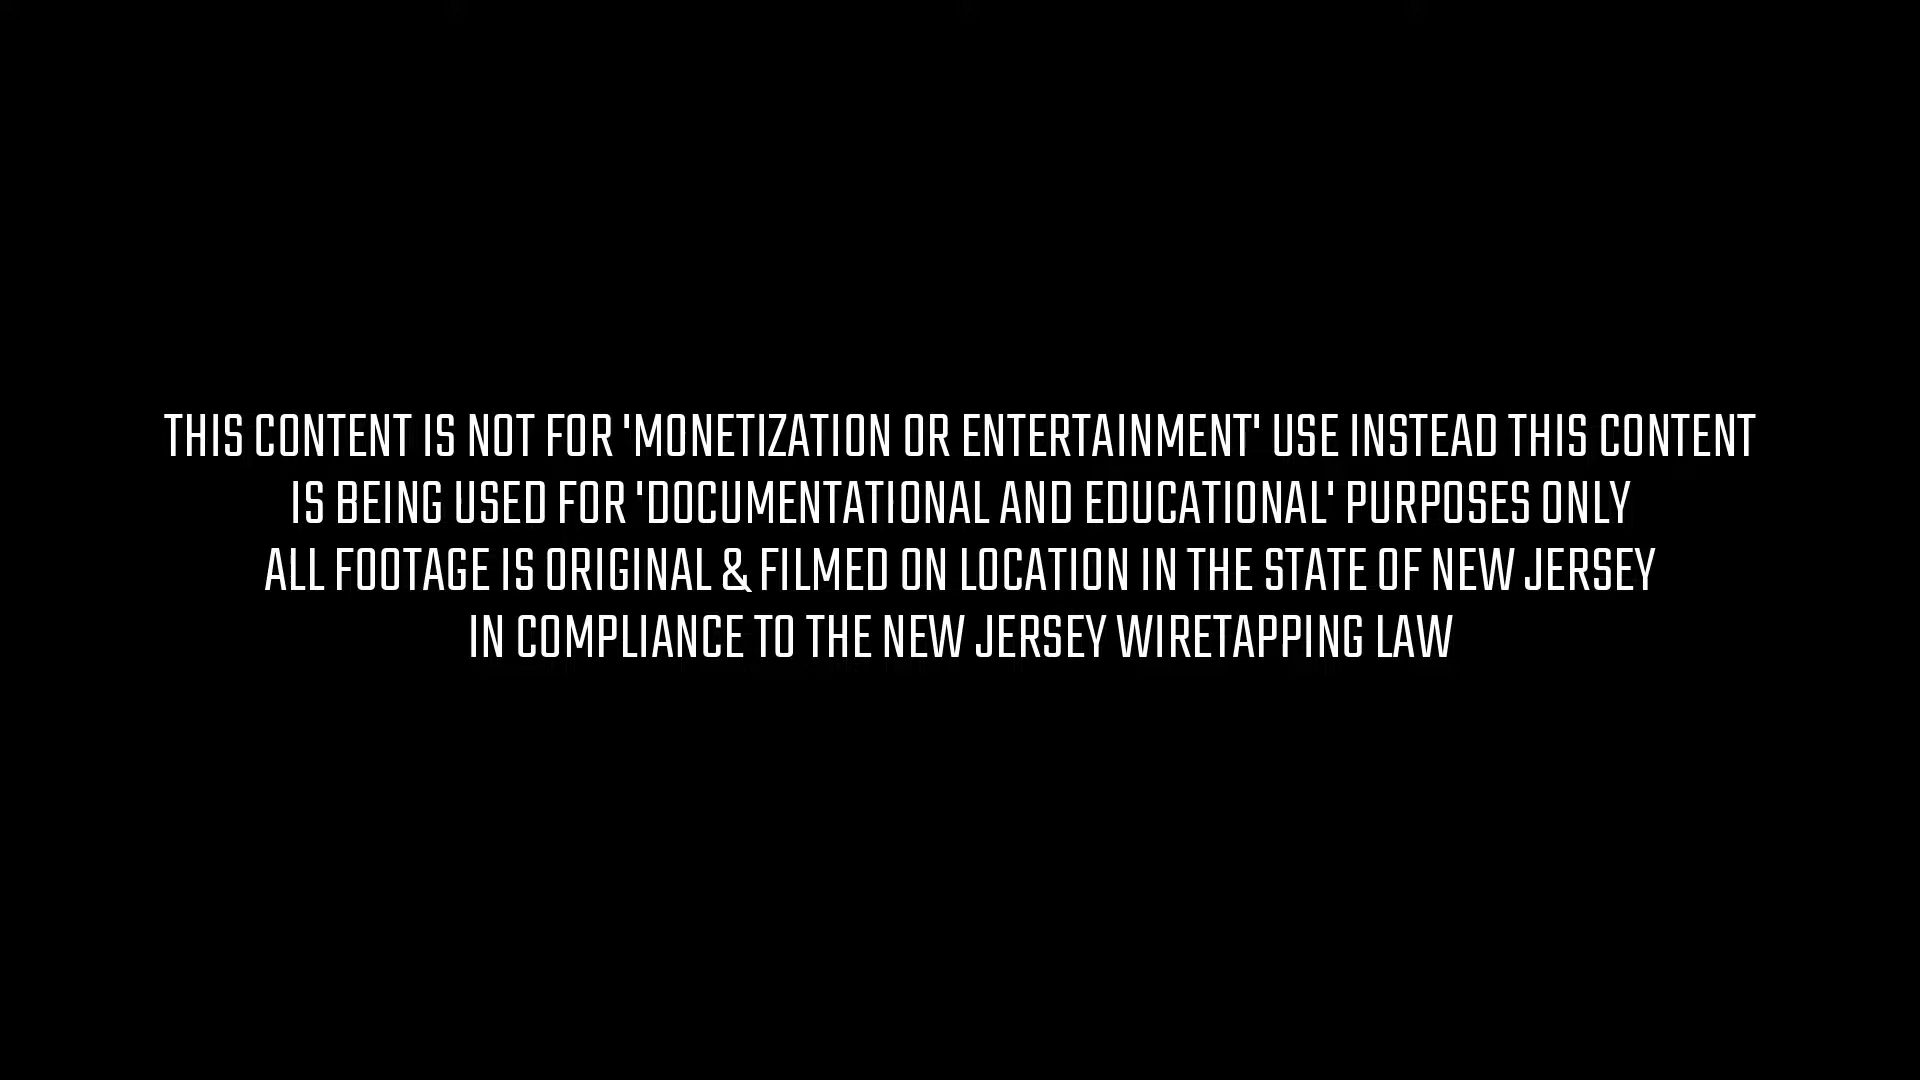 THIS CONTENT IS NOT FOR 'MONETIZATION OR ENTERTAINMENT' USE INSTEAD THIS CONTENT
IS BEING USED FOR 'DOCUMENTATIONAL AND EDUCATIONAL' PURPOSES ONLY
ALL FOOTAGE IS ORIGINAL & FILMED ON LOCATION IN THE STATE OF NEW JERSEY
IN COMPLIANCE TO THE NEW JERSEY WIRETAPPING LAW